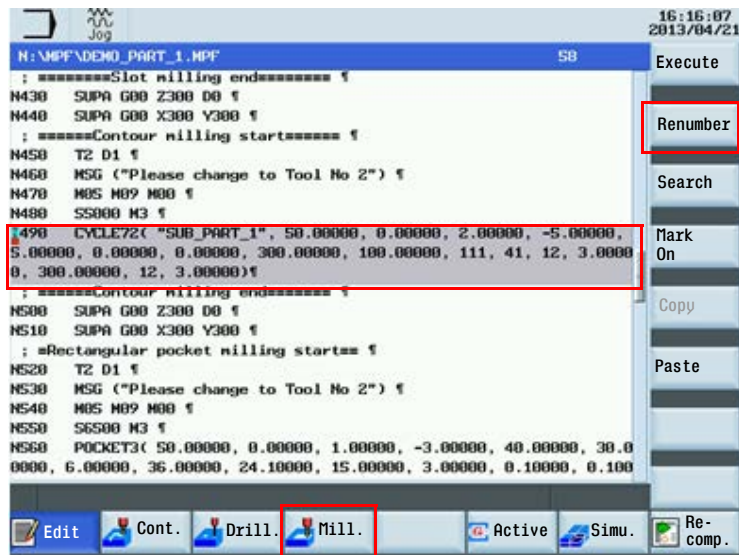 Jog
16:16:07
2013/04/21
N:\MPF\DEMO_PART_1.MPF
58
Execute
; ========Slot milling end======== ¶
N430 SUPA G00 Z300 D0 ¶
N440 SUPA G00 X300 Y300 ¶
; ======Contour milling start====== ¶
N450 T2 D1 ¶
N460 MSG ("Please change to Tool No 2") ¶
N470 M05 M09 M00 ¶
N480 S5000 M3 ¶
N490 CYCLE72( "SUB_PART_1", 50.00000, 0.00000, 2.00000, -5.00000,
5.00000, 0.00000, 0.00000, 300.00000, 100.00000, 111, 41, 12, 3.0000
0, 300.00000, 12, 3.00000)¶
; ======Contour milling end======== ¶
N500 SUPA G00 Z300 D0 ¶
N510 SUPA G00 X300 Y300 ¶
; =Rectangular pocket milling start== ¶
N520 T2 D1 ¶
N530 MSG ("Please change to Tool No 2") ¶
N540 M05 M09 M00 ¶
N550 S6500 M3 ¶
N560 POCKET3( 50.00000, 0.00000, 1.00000, -3.00000, 40.00000, 30.0
0000, 6.00000, 36.00000, 24.10000, 15.00000, 3.00000, 0.10000, 0.100
Renumber
Search
Mark
On
Copy
Paste
Edit
Cont.
Drill.
Mill.
Active
Simu.
Re-
comp.